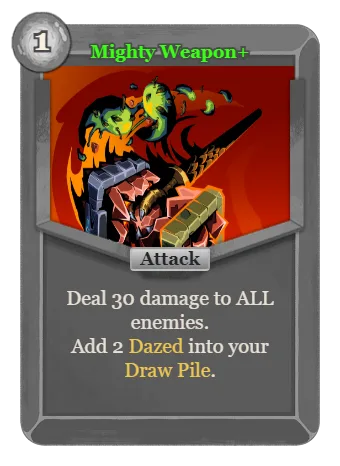 1
Mighty Weapon+
Attack
Deal 30 damage to ALL
enemies.
Add 2 Dazed into your
Draw Pile.